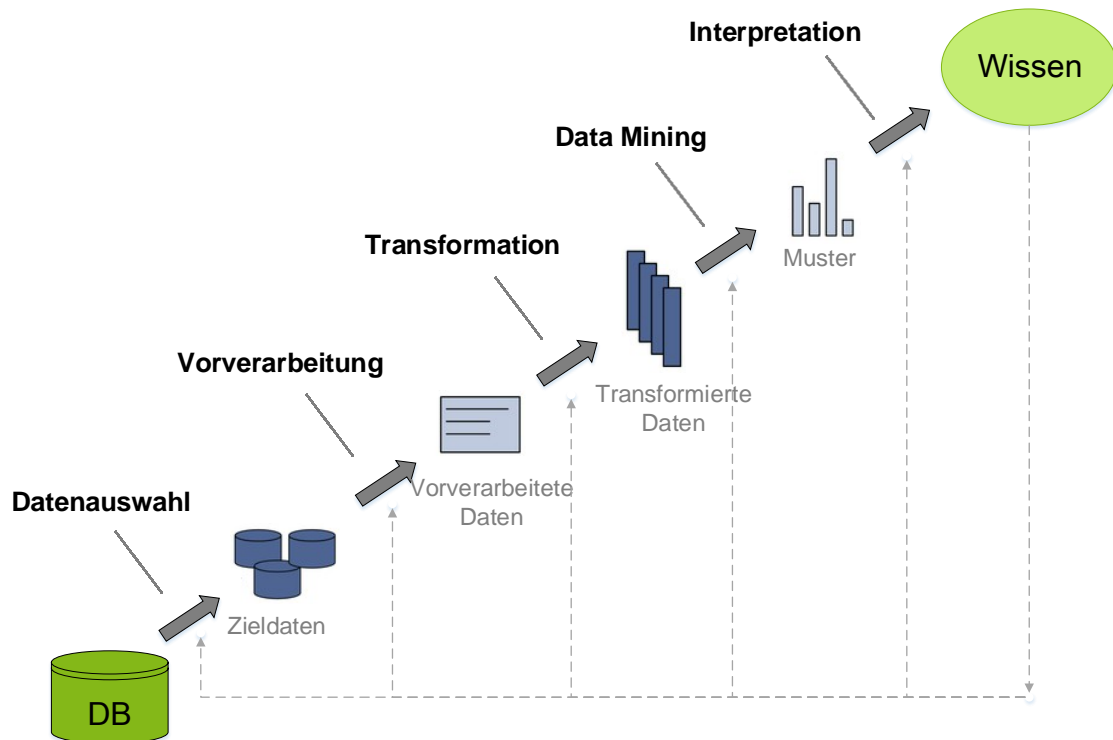 Interpretation
Wissen
Data Mining
Muster
Transformation
Transformierte
Daten
Vorverarbeitung
Vorverarbeitete
Daten
Datenauswahl
Zieldaten
DB